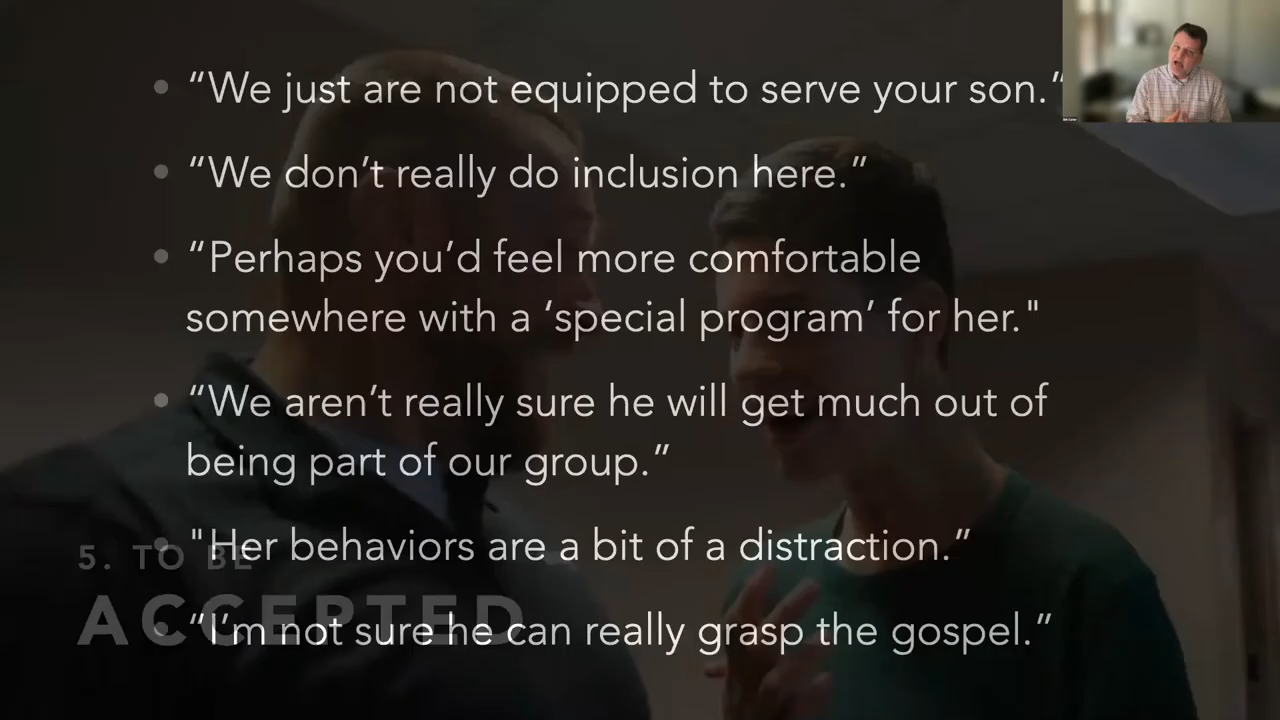 “We just are not equipped to serve your son.“
“We don’t really do inclusion here.”
“Perhaps you’d feel more comfortable
somewhere with a ‘special program’ for her."
“We aren’t really sure he will get much out of
being part of our group.”
"Her behaviors are a bit of a distraction.”
5. TO BE
ACCEPTED
“I’m not sure he can really grasp the gospel.”